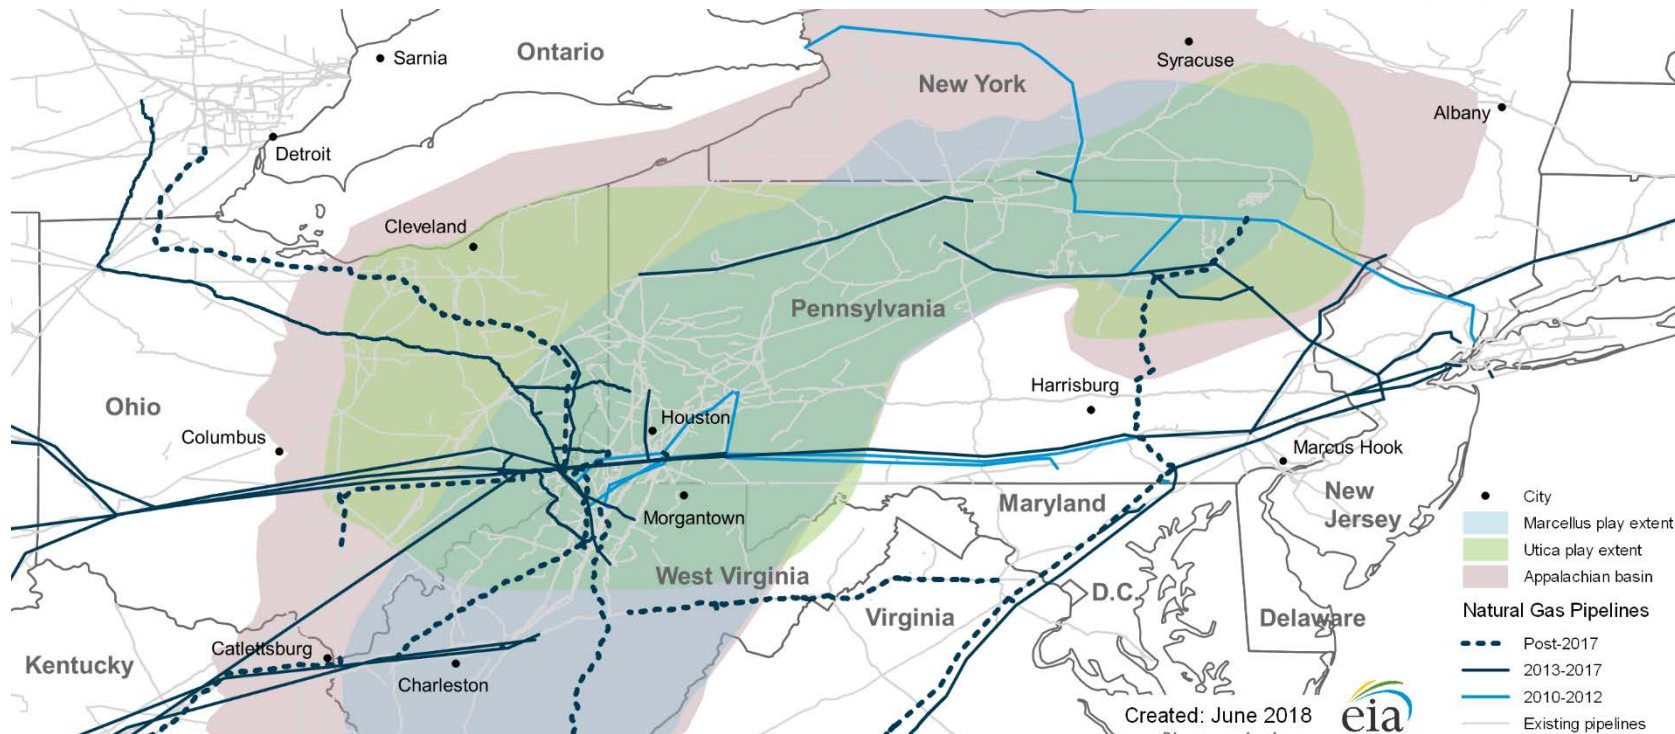 Sarnia
Ontario
Syracuse
New York
Albany
Detroit
Cleveland
Pennsylvania
Harrisburg
Ohio
Houston
Columbus
Marcus Hook
Maryland
New
Jersey
Morgantown
West Virginia
D.C.
Virginia
Delaware
Catlettsburg
Kentucky
Charleston
City
Marcellus play extent
Utica play extent
Appalachian basin
Natural Gas Pipelines
Post-2017
2013-2017
2010-2012
Existing pipelines
Created: June 2018
eia